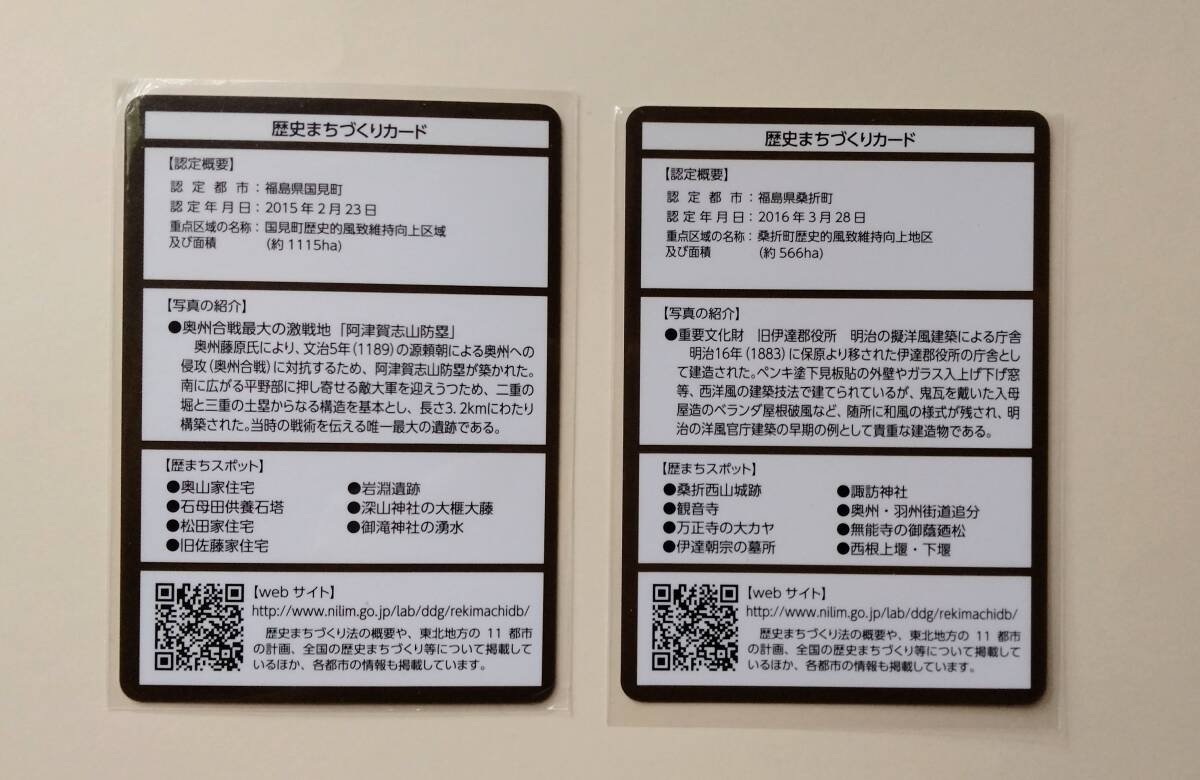 歴史まちづくりカード
【認定概要】
認定都市：福島県国見町
認定年月日：2015年2月23日
重点区域の名称：国見町歴史的風致維持向上区域
及び面積 (約1115ha)
【写真の紹介】
●奥州合戦最大の激戦地 「阿津賀志山防塁」
奥州藤原氏により、文治5年(1189)の源頼朝による奥州への
侵攻(奥州合戦)に対抗するため、阿津賀志山防塁が築かれた。
南に広がる平野部に押し寄せる敵大軍を迎えうつため、二重の
堀と三重の土塁からなる構造を基本とし、長さ3.2kmにわたり
構築された。当時の戦術を伝える唯一最大の遺跡である。
【歴まちスポット】
●奥山家住宅 ●岩淵遺跡
●石母田供養石塔 ●深山神社の大榧大藤
●松田家住宅 ●御滝神社の湧水
●旧佐藤家住宅
【webサイト】
http://www.nilim.go.jp/lab/ddg/rekimachidb/
歴史まちづくり法の概要や、東北地方の11都市
の計画、全国の歴史まちづくり等について掲載して
いるほか、各都市の情報も掲載しています。
歴史まちづくりカード
【認定概要】
認定都市：福島県桑折町
認定年月日：2016年3月28日
重点区域の名称：桑折町歴史的風致維持向上地区
及び面積 (約566ha)
【写真の紹介】
●重要文化財 旧伊達郡役所 明治の擬洋風建築による庁舎
明治16年(1883)に保原より移された伊達郡役所の庁舎とし
て建造された。ペンキ塗下見板貼の外壁やガラス入上げ下げ窓
等、西洋風の建築技法で建てられているが、鬼瓦を戴いた入母
屋造のベランダ屋根破風など、随所に和風の様式が残され、明
治の洋風官庁建築の早期の例として貴重な建造物である。
【歴まちスポット】
●桑折西山城跡 ●諏訪神社
●観音寺 ●奥州・羽州街道追分
●万正寺の大カヤ ●無能寺の御蔭廼松
●伊達朝宗の墓所 ●西根上堰・下堰
【webサイト】
http://www.nilim.go.jp/lab/ddg/rekimachidb/
歴史まちづくり法の概要や、東北地方の11都市
の計画、全国の歴史まちづくり等について掲載して
いるほか、各都市の情報も掲載しています。